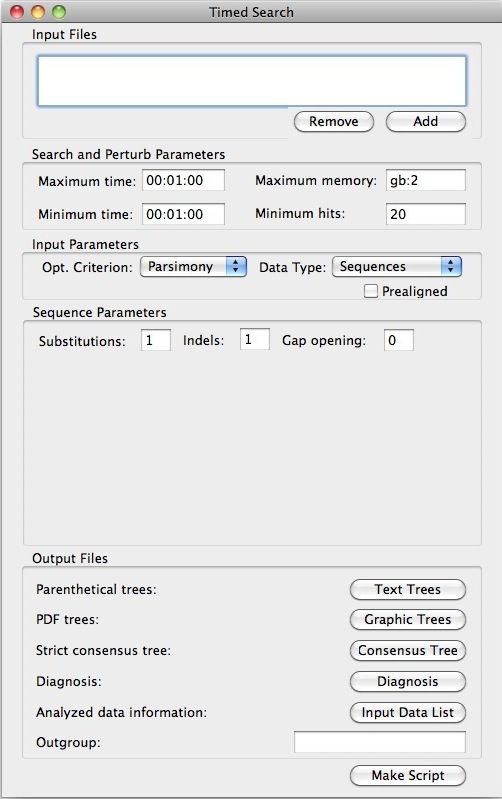 Timed Search
Input Files
Remove Add
Search and Perturb Parameters
Maximum time: 00:01:00 Maximum memory: gb:2
Minimum time: 00:01:00 Minimum hits: 20
Input Parameters
Opt. Criterion: Parsimony Data Type: Sequences
Prealigned
Sequence Parameters
Substitutions: 1 Indels: 1 Gap opening: 0
Output Files
Parenthetical trees: Text Trees
PDF trees: Graphic Trees
Strict consensus tree: Consensus Tree
Diagnosis: Diagnosis
Analyzed data information: Input Data List
Outgroup:
Make Script